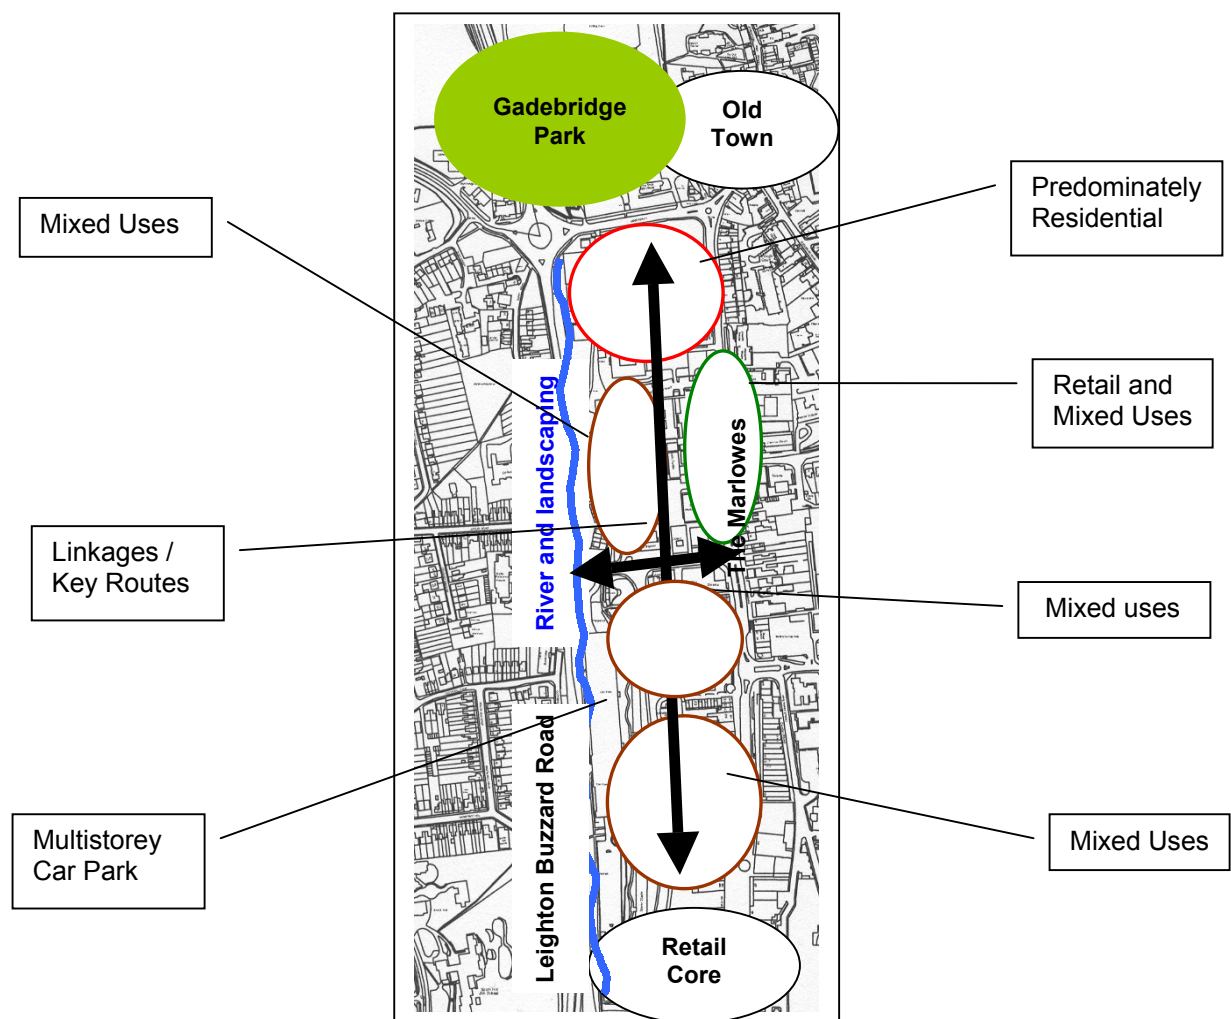 Gadebridge
Park
Old
Town
Mixed Uses
Predominately
Residential
Retail and
Mixed Uses
River and landscaping
The Marlowes
Linkages /
Key Routes
Mixed uses
Leighton Buzzard Road
Multistorey
Car Park
Mixed Uses
Retail
Core